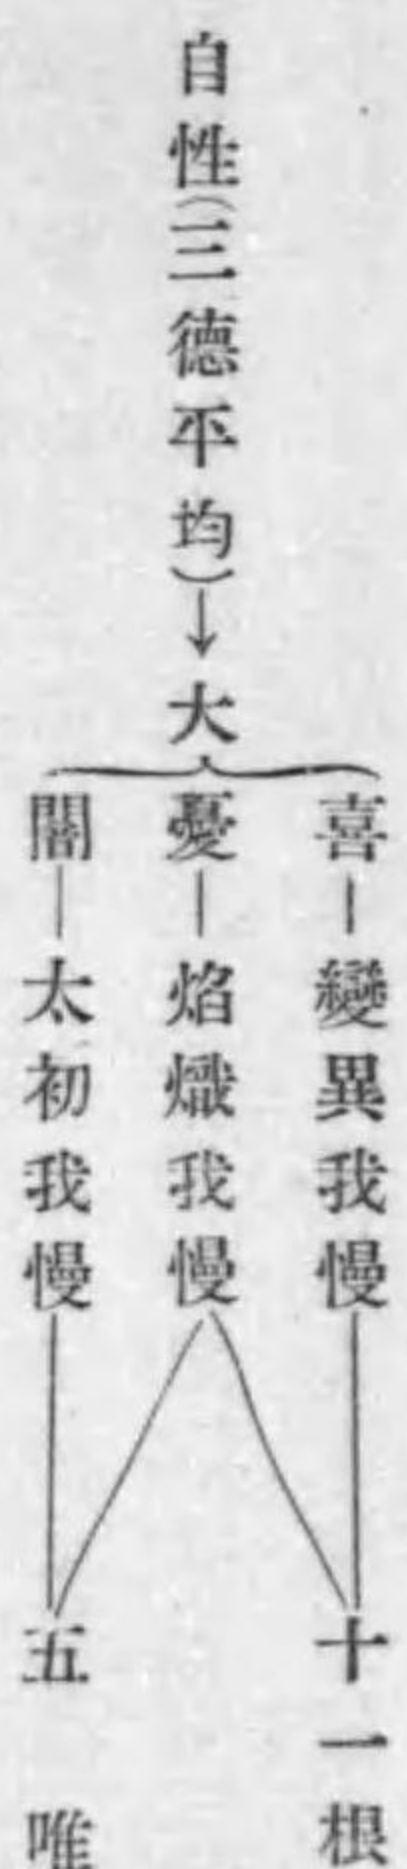 自性(三德平均)→大
喜―變異我慢
憂―焰熾我慢
闇―太初我慢
十一根
五唯